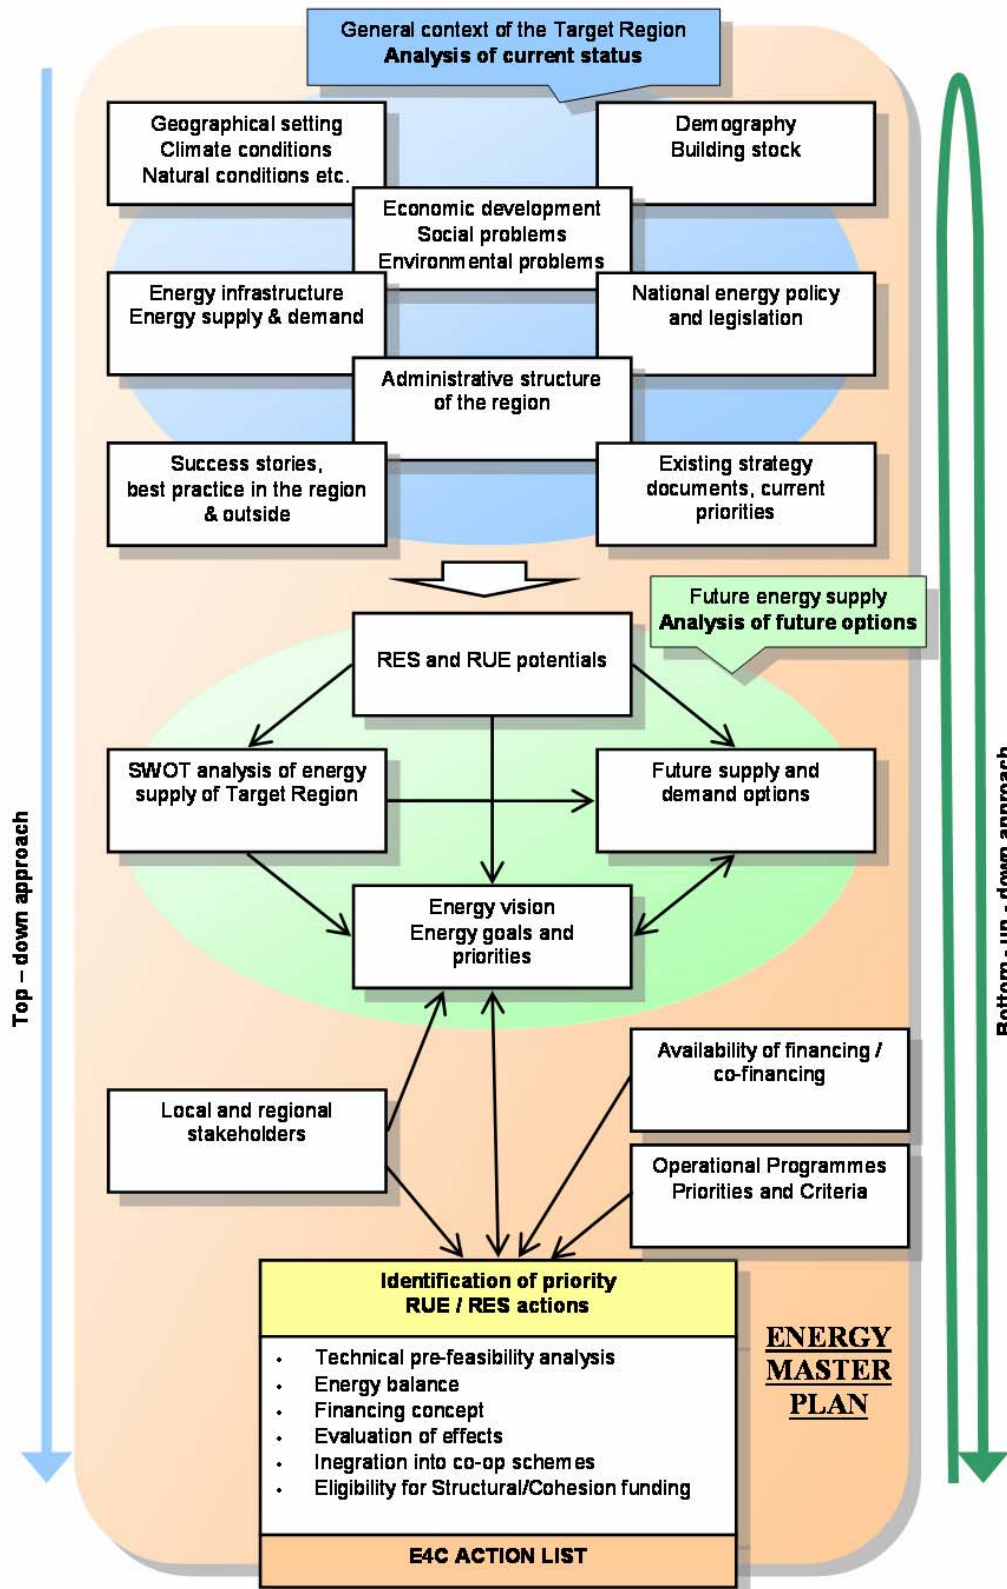 General context of the Target Region
Analysis of current status
Geographical setting
Climate conditions
Natural conditions etc.
Demography
Building stock
Economic development
Social problems
Environmental problems
Energy infrastructure
Energy supply & demand
National energy policy
and legislation
Administrative structure
of the region
Success stories,
best practice in the region
& outside
Existing strategy
documents, current
priorities
Future energy supply
Analysis of future options
RES and RUE potentials
SWOT analysis of energy
supply of Target Region
Future supply and
demand options
Energy vision
Energy goals and
priorities
Top – down approach
Bottom - up - down approach
Availability of financing /
co-financing
Local and regional
stakeholders
Operational Programmes
Priorities and Criteria
Identification of priority
RUE / RES actions
• Technical pre-feasibility analysis
• Energy balance
• Financing concept
• Evaluation of effects
• Inegration into co-op schemes
• Eligibility for Structural/Cohesion funding
E4C ACTION LIST
ENERGY
MASTER
PLAN